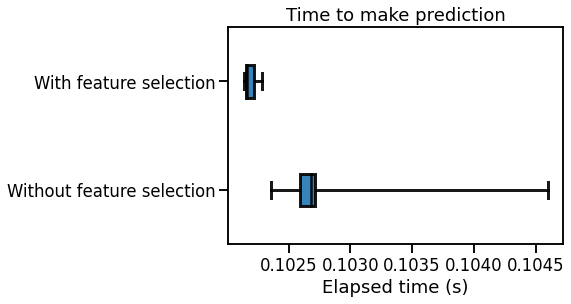 Time to make prediction
With feature selection
Without feature selection
0.1025 0.1030 0.1035 0.1040 0.1045
Elapsed time (s)